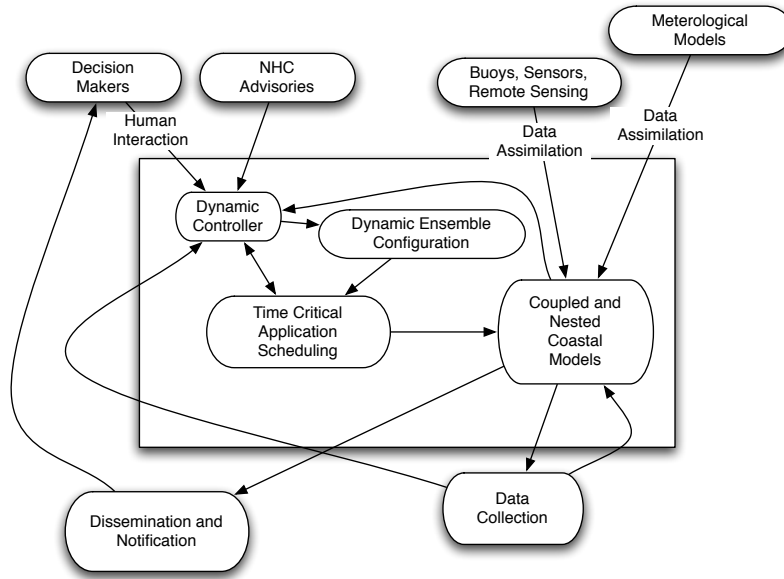 Meterological
Models
Decision
Makers
NHC
Advisories
Buoys, Sensors,
Remote Sensing
Human
Interaction
Data
Assimilation
Data
Assimilation
Dynamic
Controller
Dynamic Ensemble
Configuration
Time Critical
Application
Scheduling
Coupled and
Nested
Coastal
Models
Dissemination and
Notification
Data
Collection